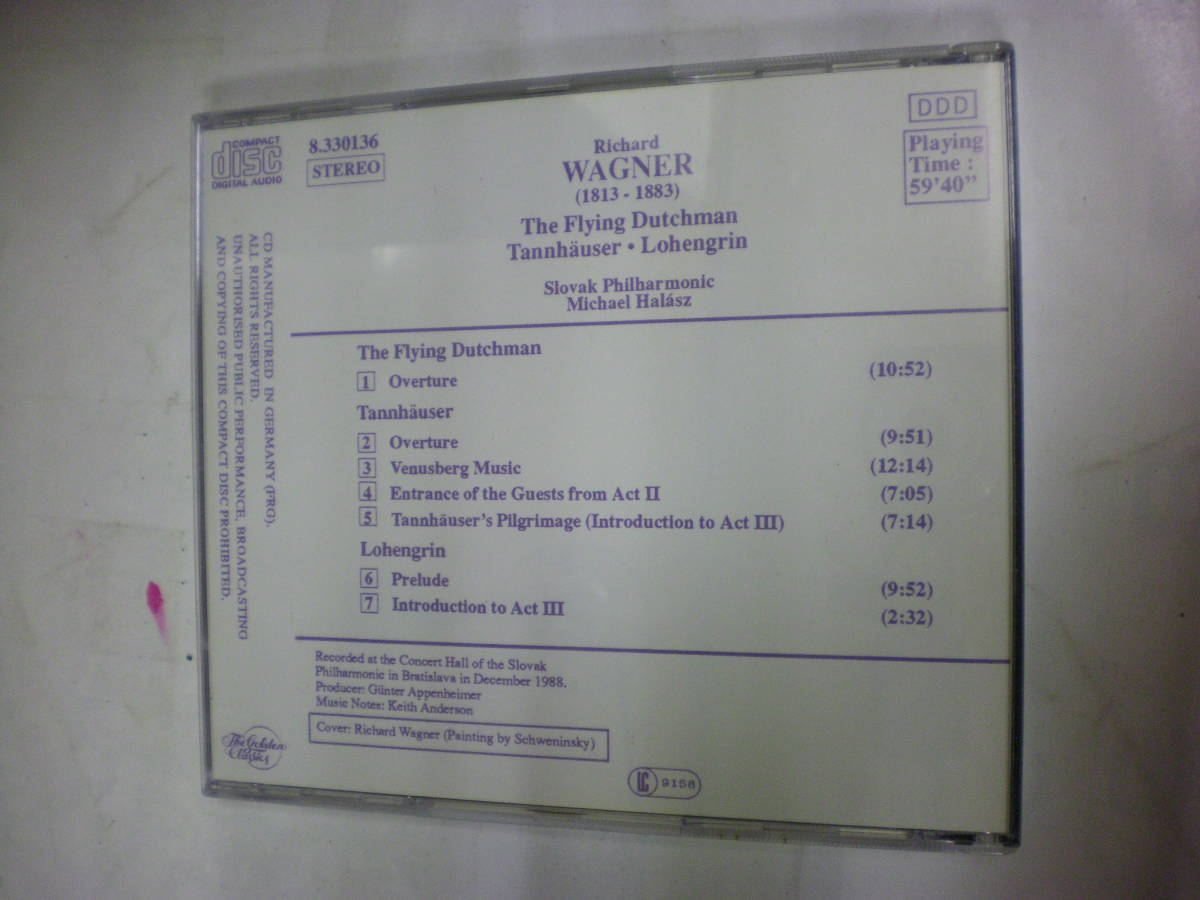 COMPACT
disc
DIGITAL AUDIO
8.330136
STEREO
Richard
WAGNER
(1813 - 1883)
The Flying Dutchman
Tannhäuser • Lohengrin
Slovak Philharmonic
Michael Halász
DDD
Playing
Time :
59'40"
CD MANUFACTURED IN GERMANY (FRG).
ALL RIGHTS RESERVED.
UNAUTHORISED PUBLIC PERFORMANCE, BROADCASTING
AND COPYING OF THIS COMPACT DISC PROHIBITED.
The Flying Dutchman
1 Overture (10:52)
Tannhäuser
2 Overture (9:51)
3 Venusberg Music (12:14)
4 Entrance of the Guests from Act II (7:05)
5 Tannhäuser's Pilgrimage (Introduction to Act III) (7:14)
Lohengrin
6 Prelude (9:52)
7 Introduction to Act III (2:32)
Recorded at the Concert Hall of the Slovak
Philharmonic in Bratislava in December 1988.
Producer: Günter Appenheimer
Music Notes: Keith Anderson
Cover: Richard Wagner (Painting by Schweninsky)
The Golden
Classics
LC 9158